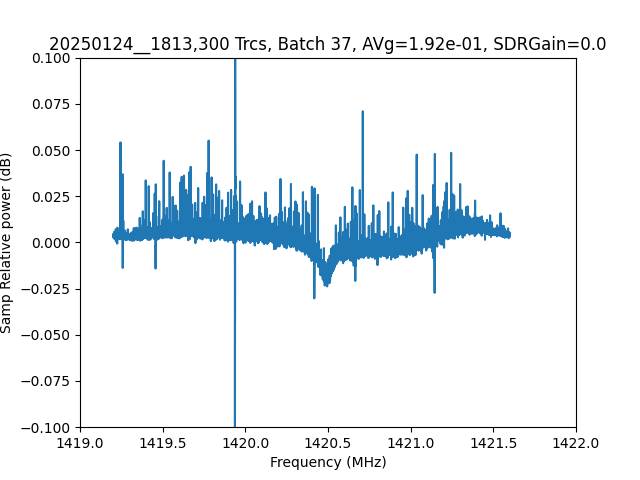 20250124__1813,300 Trcs, Batch 37, AVg=1.92e-01, SDRGain=0.0
0.100
0.075
0.050
0.025
0.000
−0.025
−0.050
−0.075
−0.100
Samp Relative power (dB)
1419.0 1419.5 1420.0 1420.5 1421.0 1421.5 1422.0
Frequency (MHz)